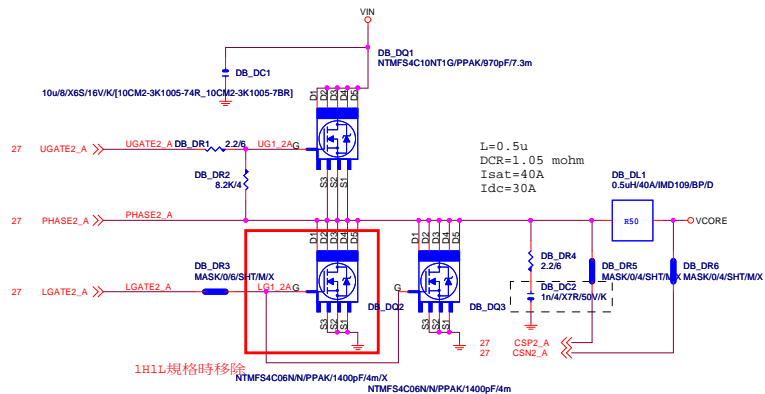 VIN
DB_DQ1
NTMFS4C10NT1G/PPAK/970pF/7.3m
DB_DC1
10u/8/X6S/16V/K/[10CM2-3K1005-74R_10CM2-3K1005-7BR]
D1
D2
D3
D4
D5
27 UGATE2_A UGATE2_A DB_DR1 2.2/6 UG1_2A G
S3
S2
S1
L=0.5u
DCR=1.05 mohm
Isat=40A
Idc=30A
DB_DR2
8.2K/4
DB_DL1
0.5uH/40A/IMD109/BP/D
27 PHASE2_A PHASE2_A
R50
VCORE
D1
D2
D3
D4
D5
D1
D2
D3
D4
D5
DB_DR3
MASK/0/6/SHT/M/X
DB_DR4
2.2/6
DB_DR5
MASK/0/4/SHT/M/X
DB_DR6
MASK/0/4/SHT/M/X
27 LGATE2_A LGATE2_A LG1_2A G
G
DB_DC2
1n/4/X7R/50V/K
S3
S2
S1
DB_DQ2
S3
S2
S1
DB_DQ3
27 CSP2_A
27 CSN2_A
1H1L規格時移除
NTMFS4C06N/N/PPAK/1400pF/4m/X
NTMFS4C06N/N/PPAK/1400pF/4m